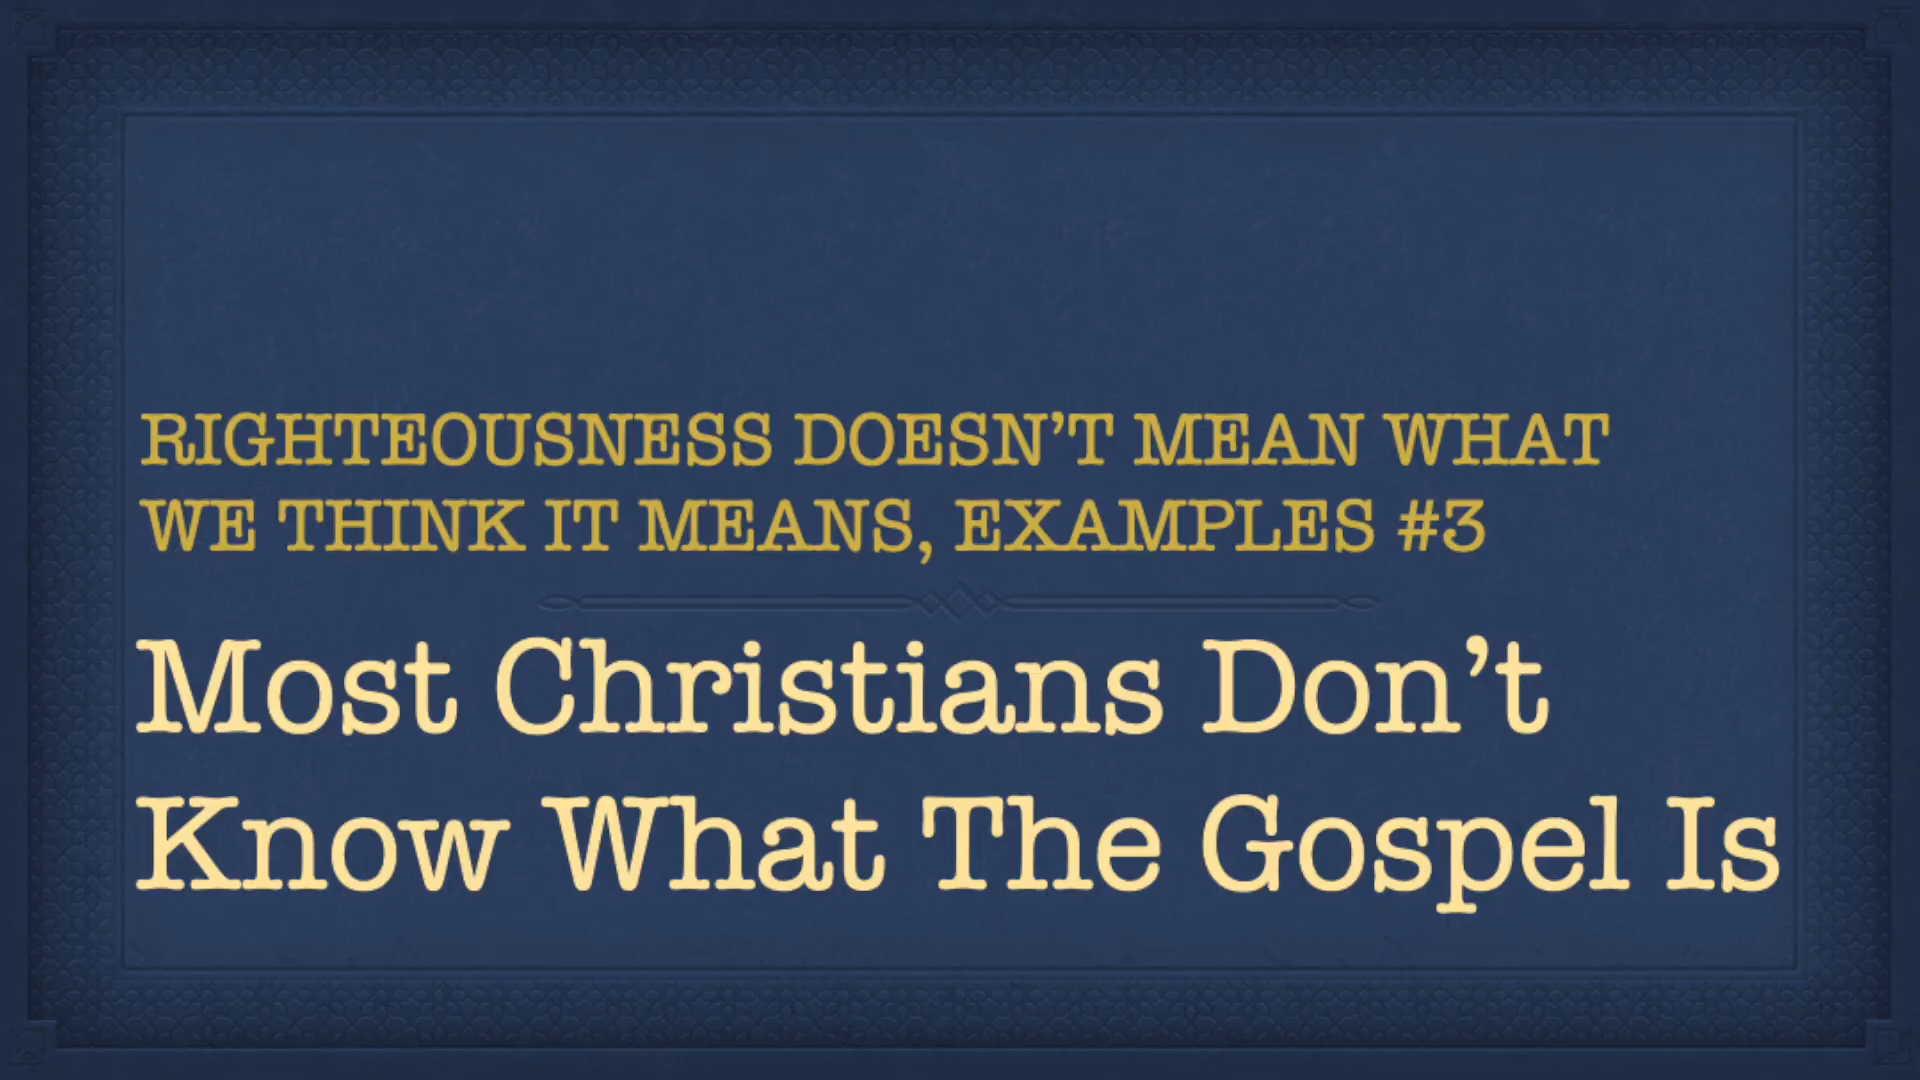 RIGHTEOUSNESS DOESN’T MEAN WHAT
WE THINK IT MEANS, EXAMPLES #3
Most Christians Don’t
Know What The Gospel Is